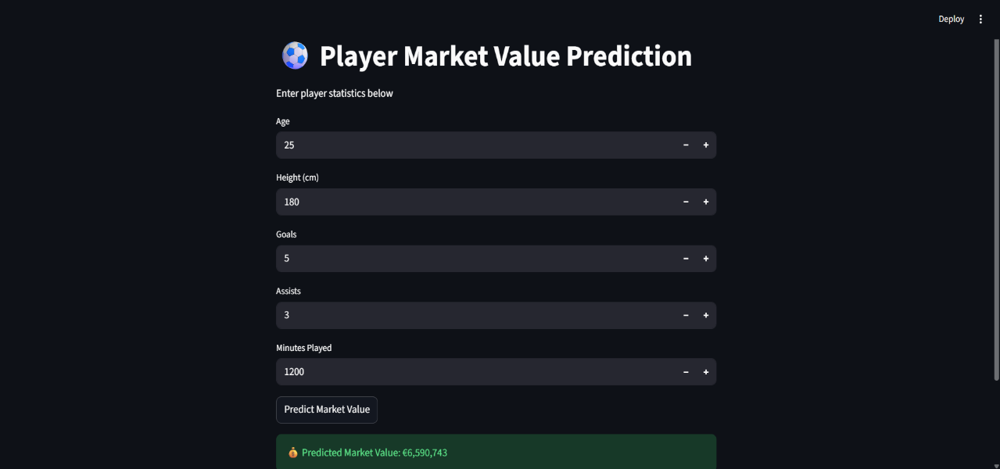 Deploy
Player Market Value Prediction
Enter player statistics below
Age
25
Height (cm)
180
Goals
5
Assists
3
Minutes Played
1200
Predict Market Value
Predicted Market Value: €6,590,743